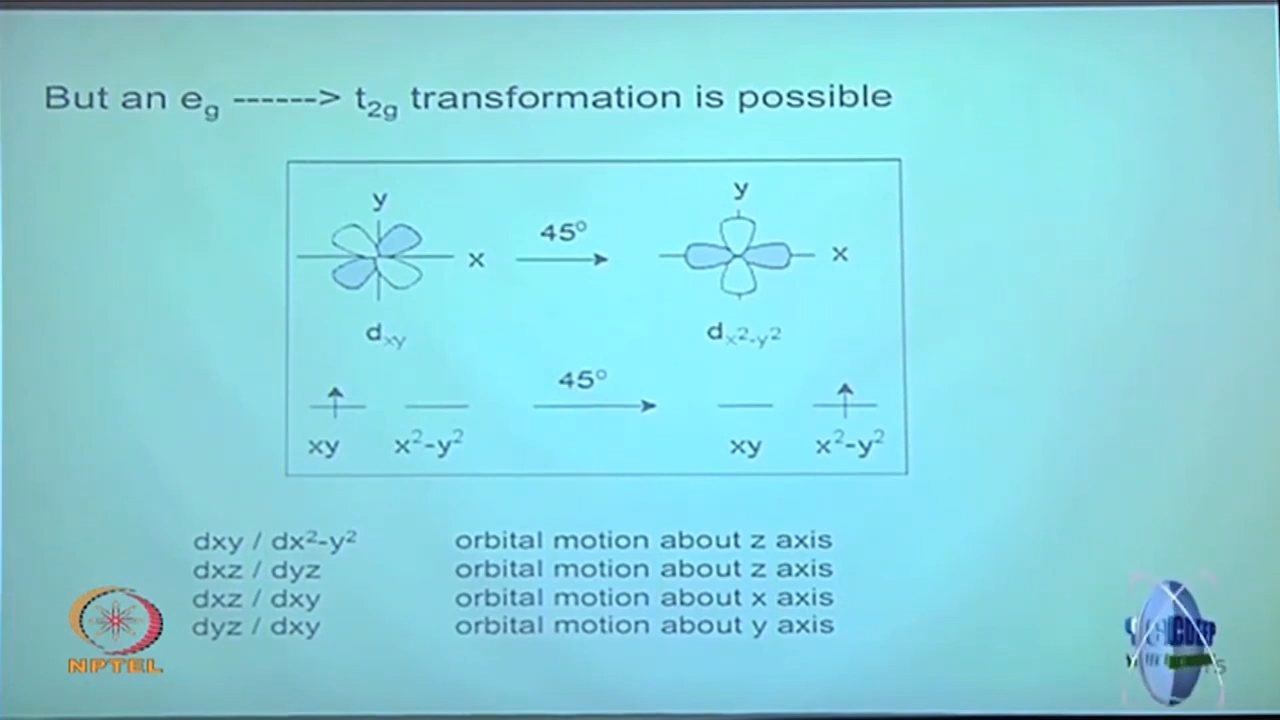 But an eg ------> t2g transformation is possible
y
y
45º
x
x
dxy
dx2-y2
45º
xy
x2-y2
xy
x2-y2
dxy / dx2-y2 orbital motion about z axis
dxz / dyz orbital motion about z axis
dxz / dxy orbital motion about x axis
dyz / dxy orbital motion about y axis
NPTEL